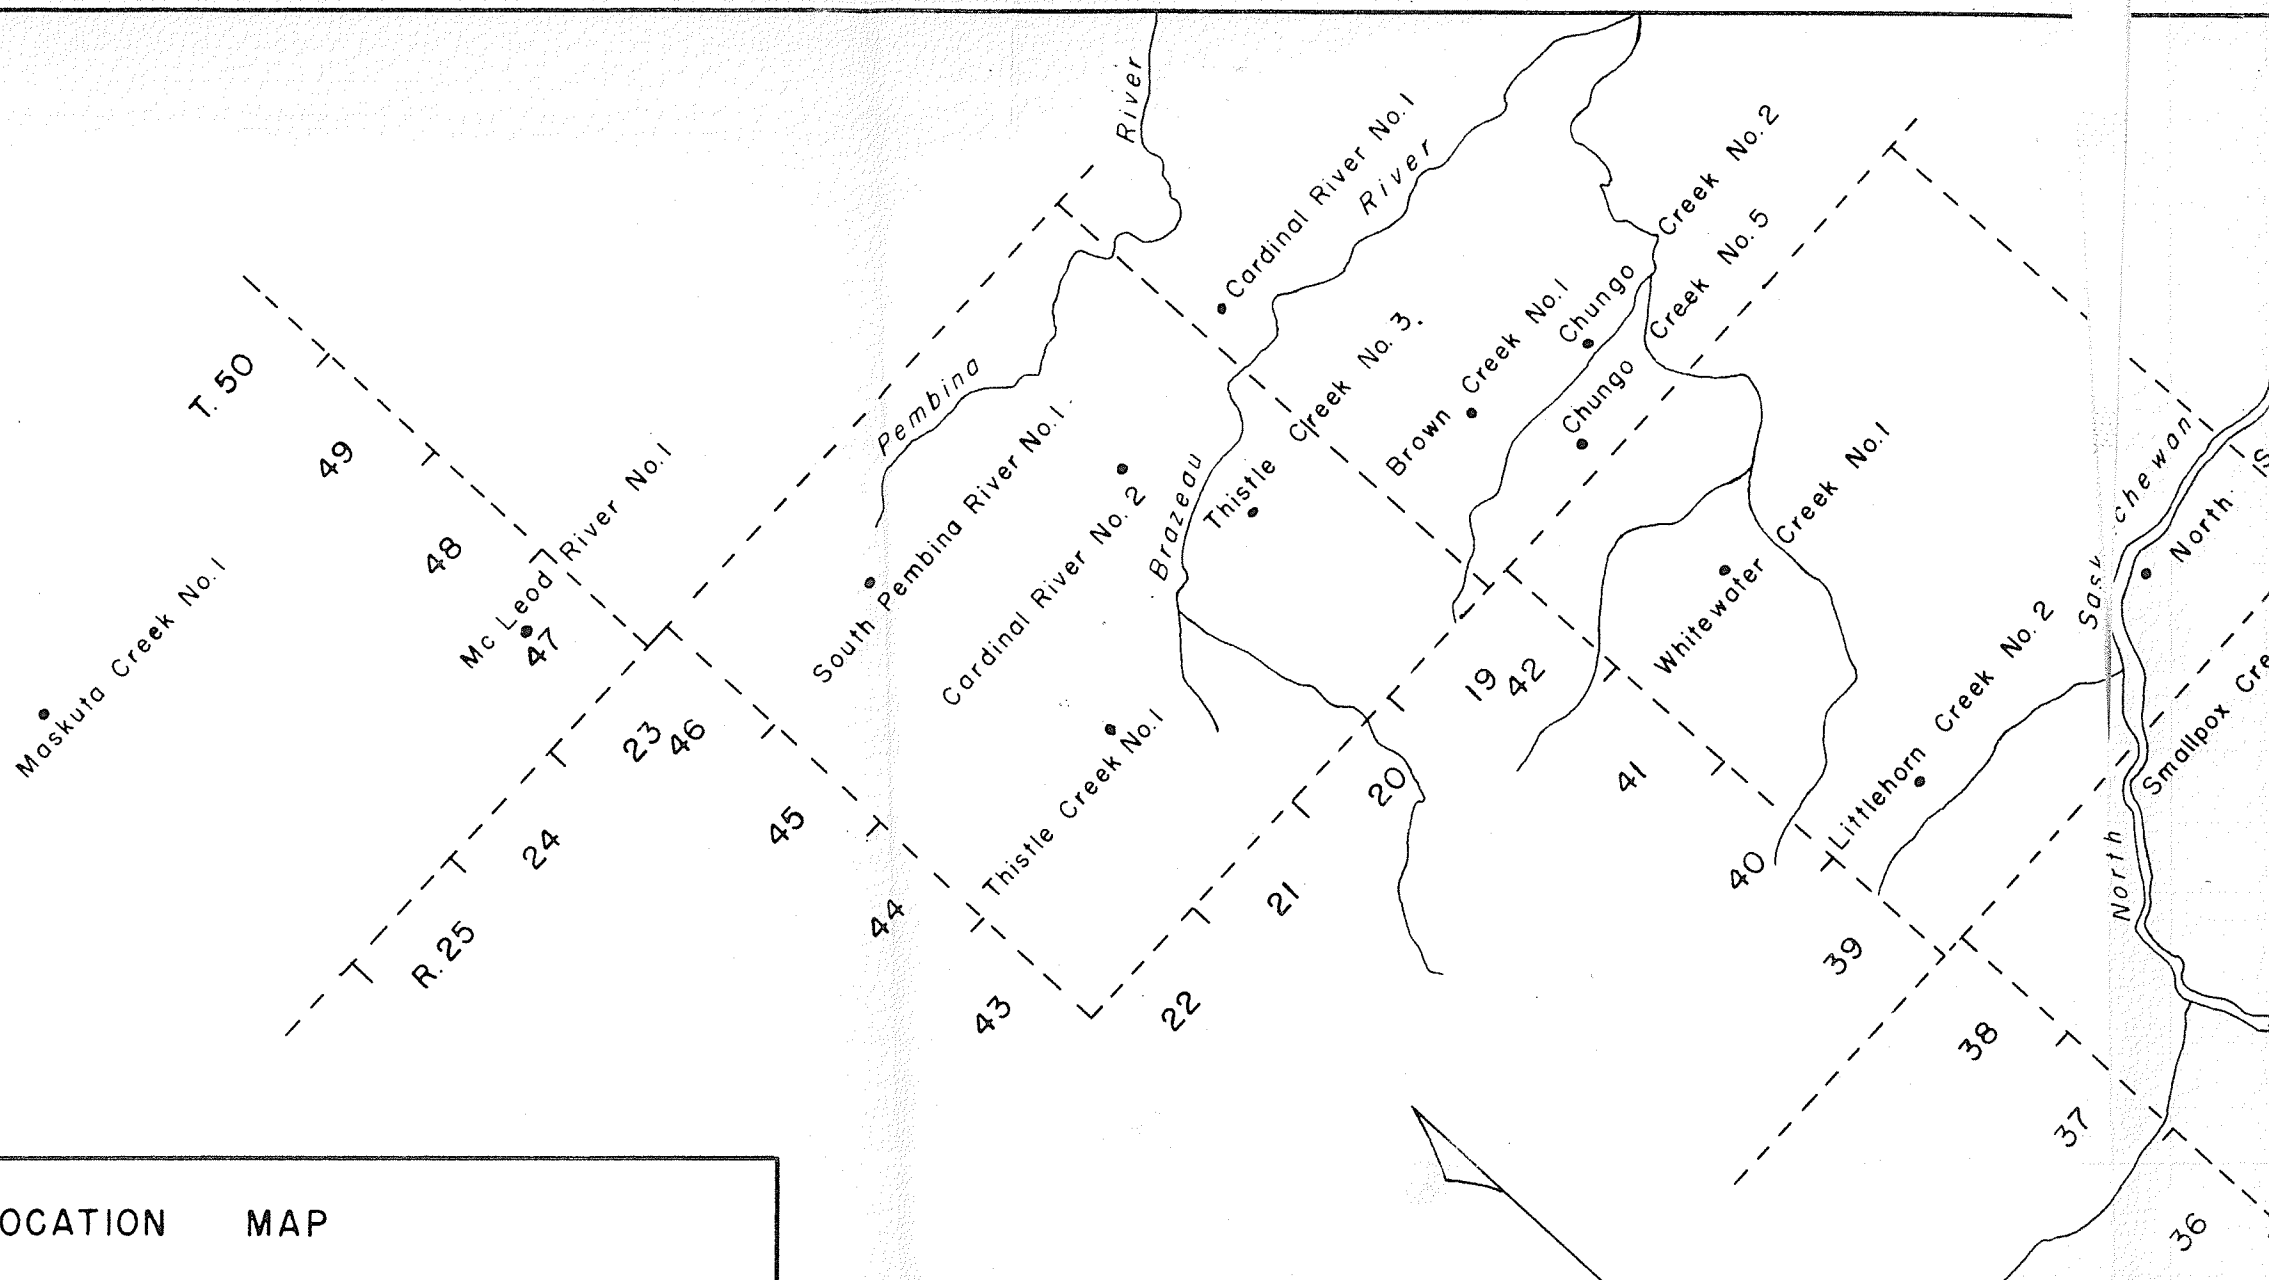 River
Cardinal River No. 1
River
Creek No. 2
Chungo
Creek No. 5
Chungo
Brown Creek No. 1
Thistle Creek No. 3.
T. 50
49
48
Pembina
McLeod River No. 1
47
South Pembina River No. 1
Cardinal River No. 2
Brazeau
Maskuta Creek No. 1
Whitewater Creek No. 1
chewan
North
Sask
Littlehorn Creek No. 2
Smallpox Cre
North
23
46
24
R. 25
45
44
43
Thistle Creek No. 1
19
42
20
21
22
41
40
39
38
37
36
OCATION MAP